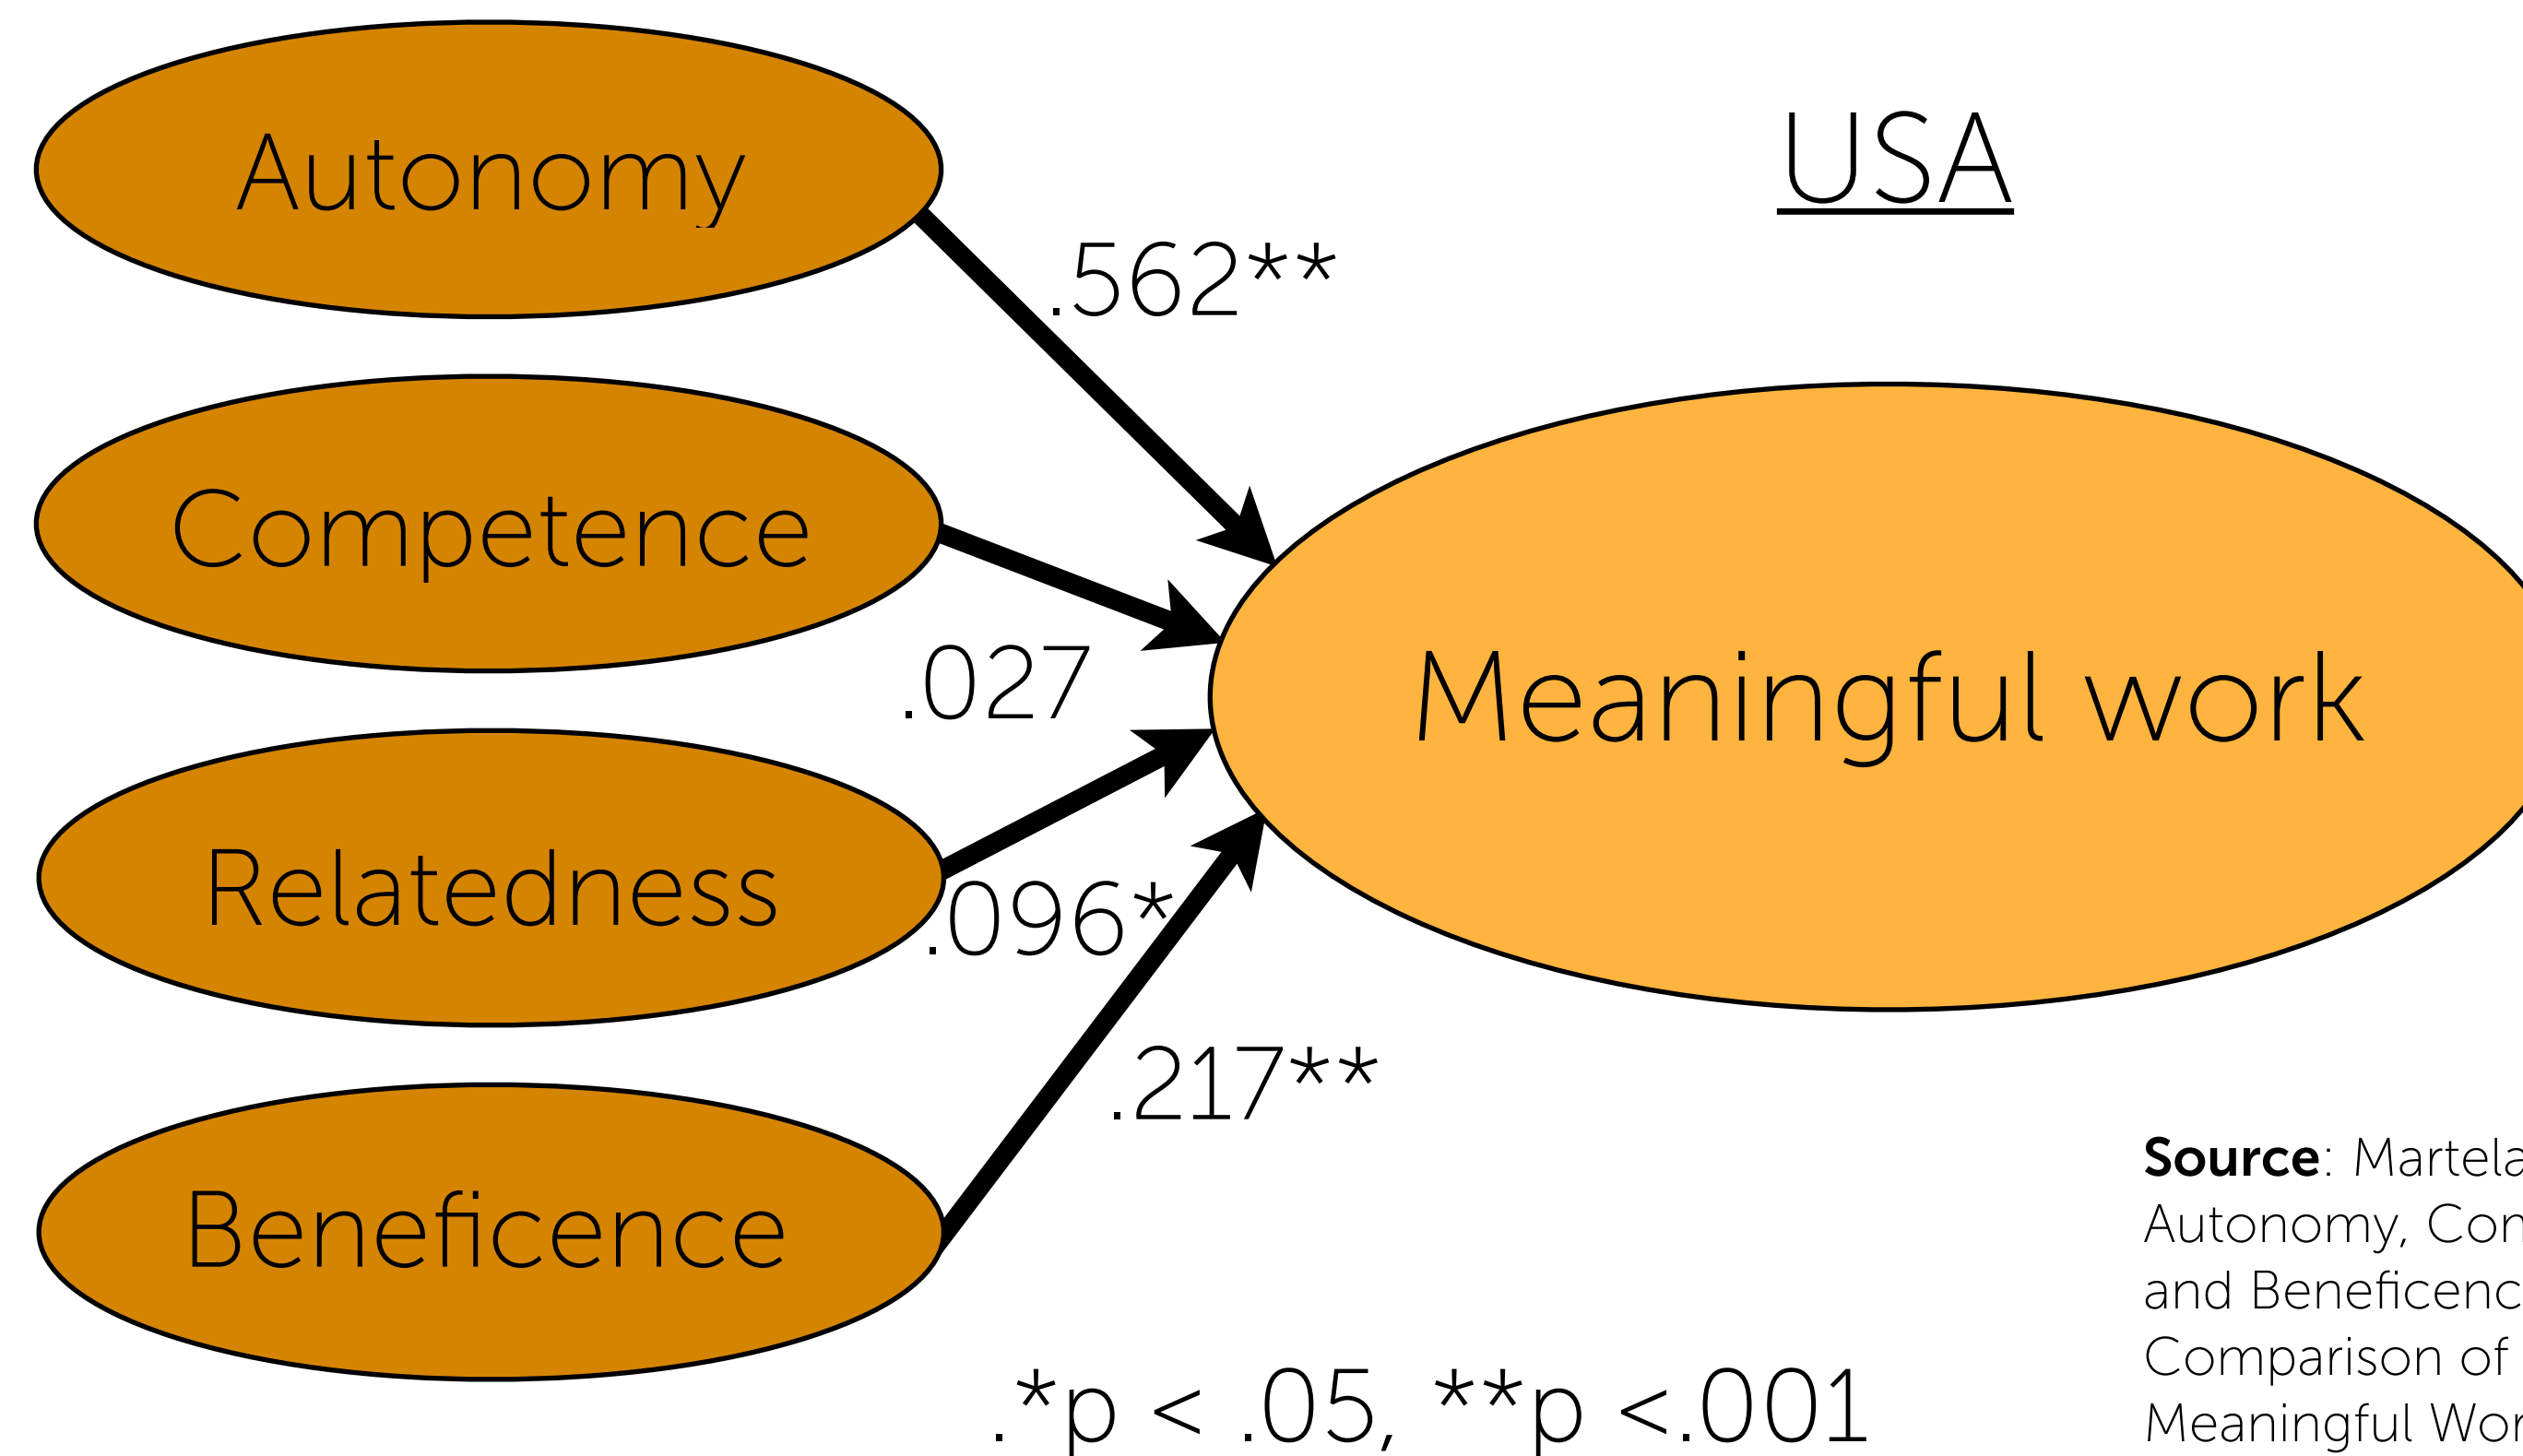 Autonomy
USA
.562**
Competence
.027
Meaningful work
Relatedness
.096*
.217**
Beneficence
.*p < .05, **p <.001
Source: Martela
Autonomy, Com
and Beneficenc
Comparison of
Meaningful Wor